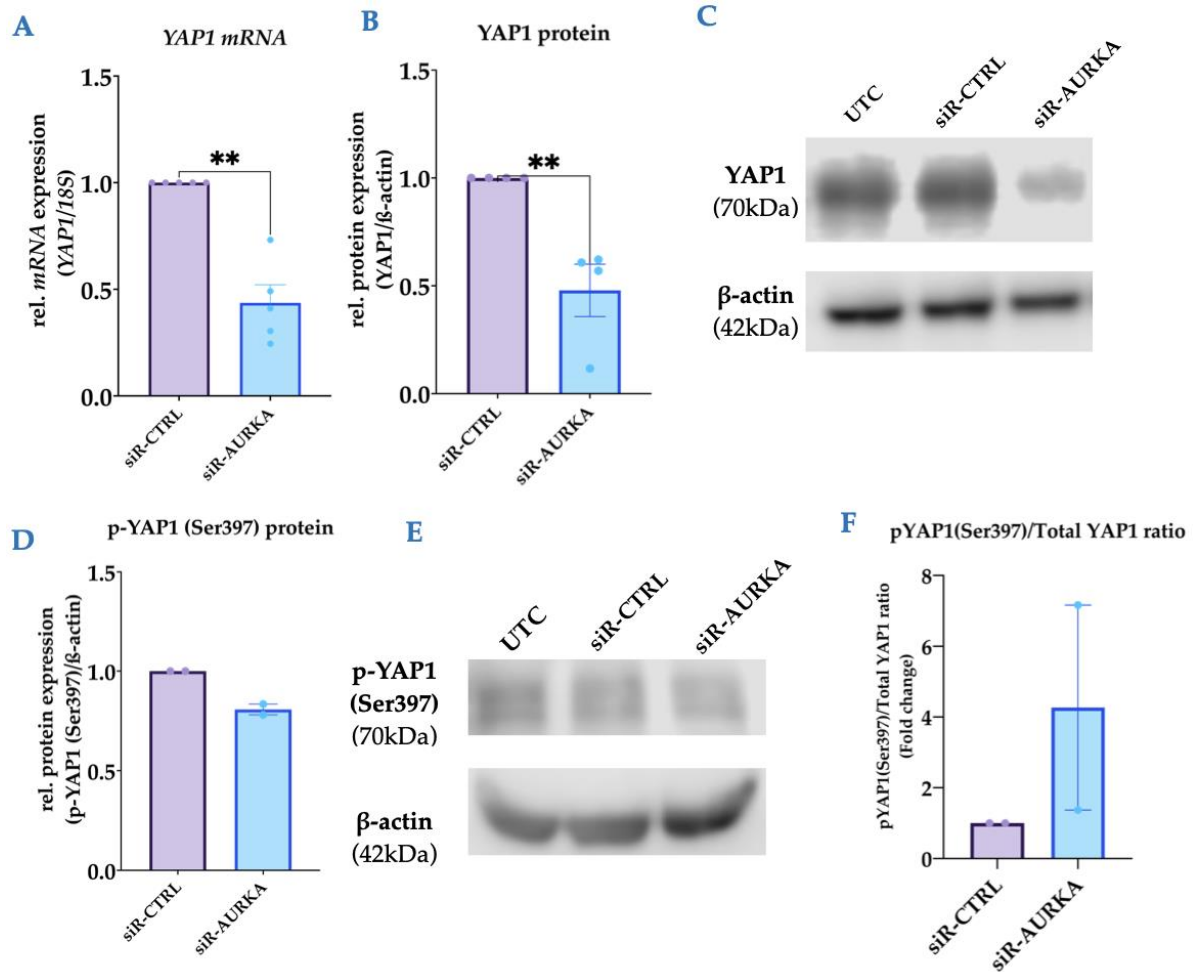 A
YAP1 mRNA
rel. mRNA expression
(YAP1/18S)
1.5
1.0
0.5
0.0
**
siR-CTRL
siR-AURKA
B
YAP1 protein
rel. protein expression
(YAP1/ß-actin)
1.5
1.0
0.5
0.0
**
siR-CTRL
siR-AURKA
C
UTC
siR-CTRL
siR-AURKA
YAP1
(70kDa)
β-actin
(42kDa)
D
p-YAP1 (Ser397) protein
rel. protein expression
(p-YAP1 (Ser397)/ß-actin)
1.5
1.0
0.5
0.0
siR-CTRL
siR-AURKA
E
UTC
siR-CTRL
siR-AURKA
p-YAP1
(Ser397)
(70kDa)
β-actin
(42kDa)
F
pYAP1(Ser397)/Total YAP1 ratio
pYAP1(Ser397)/Total YAP1 ratio
(Fold change)
8
6
4
2
0
siR-CTRL
siR-AURKA